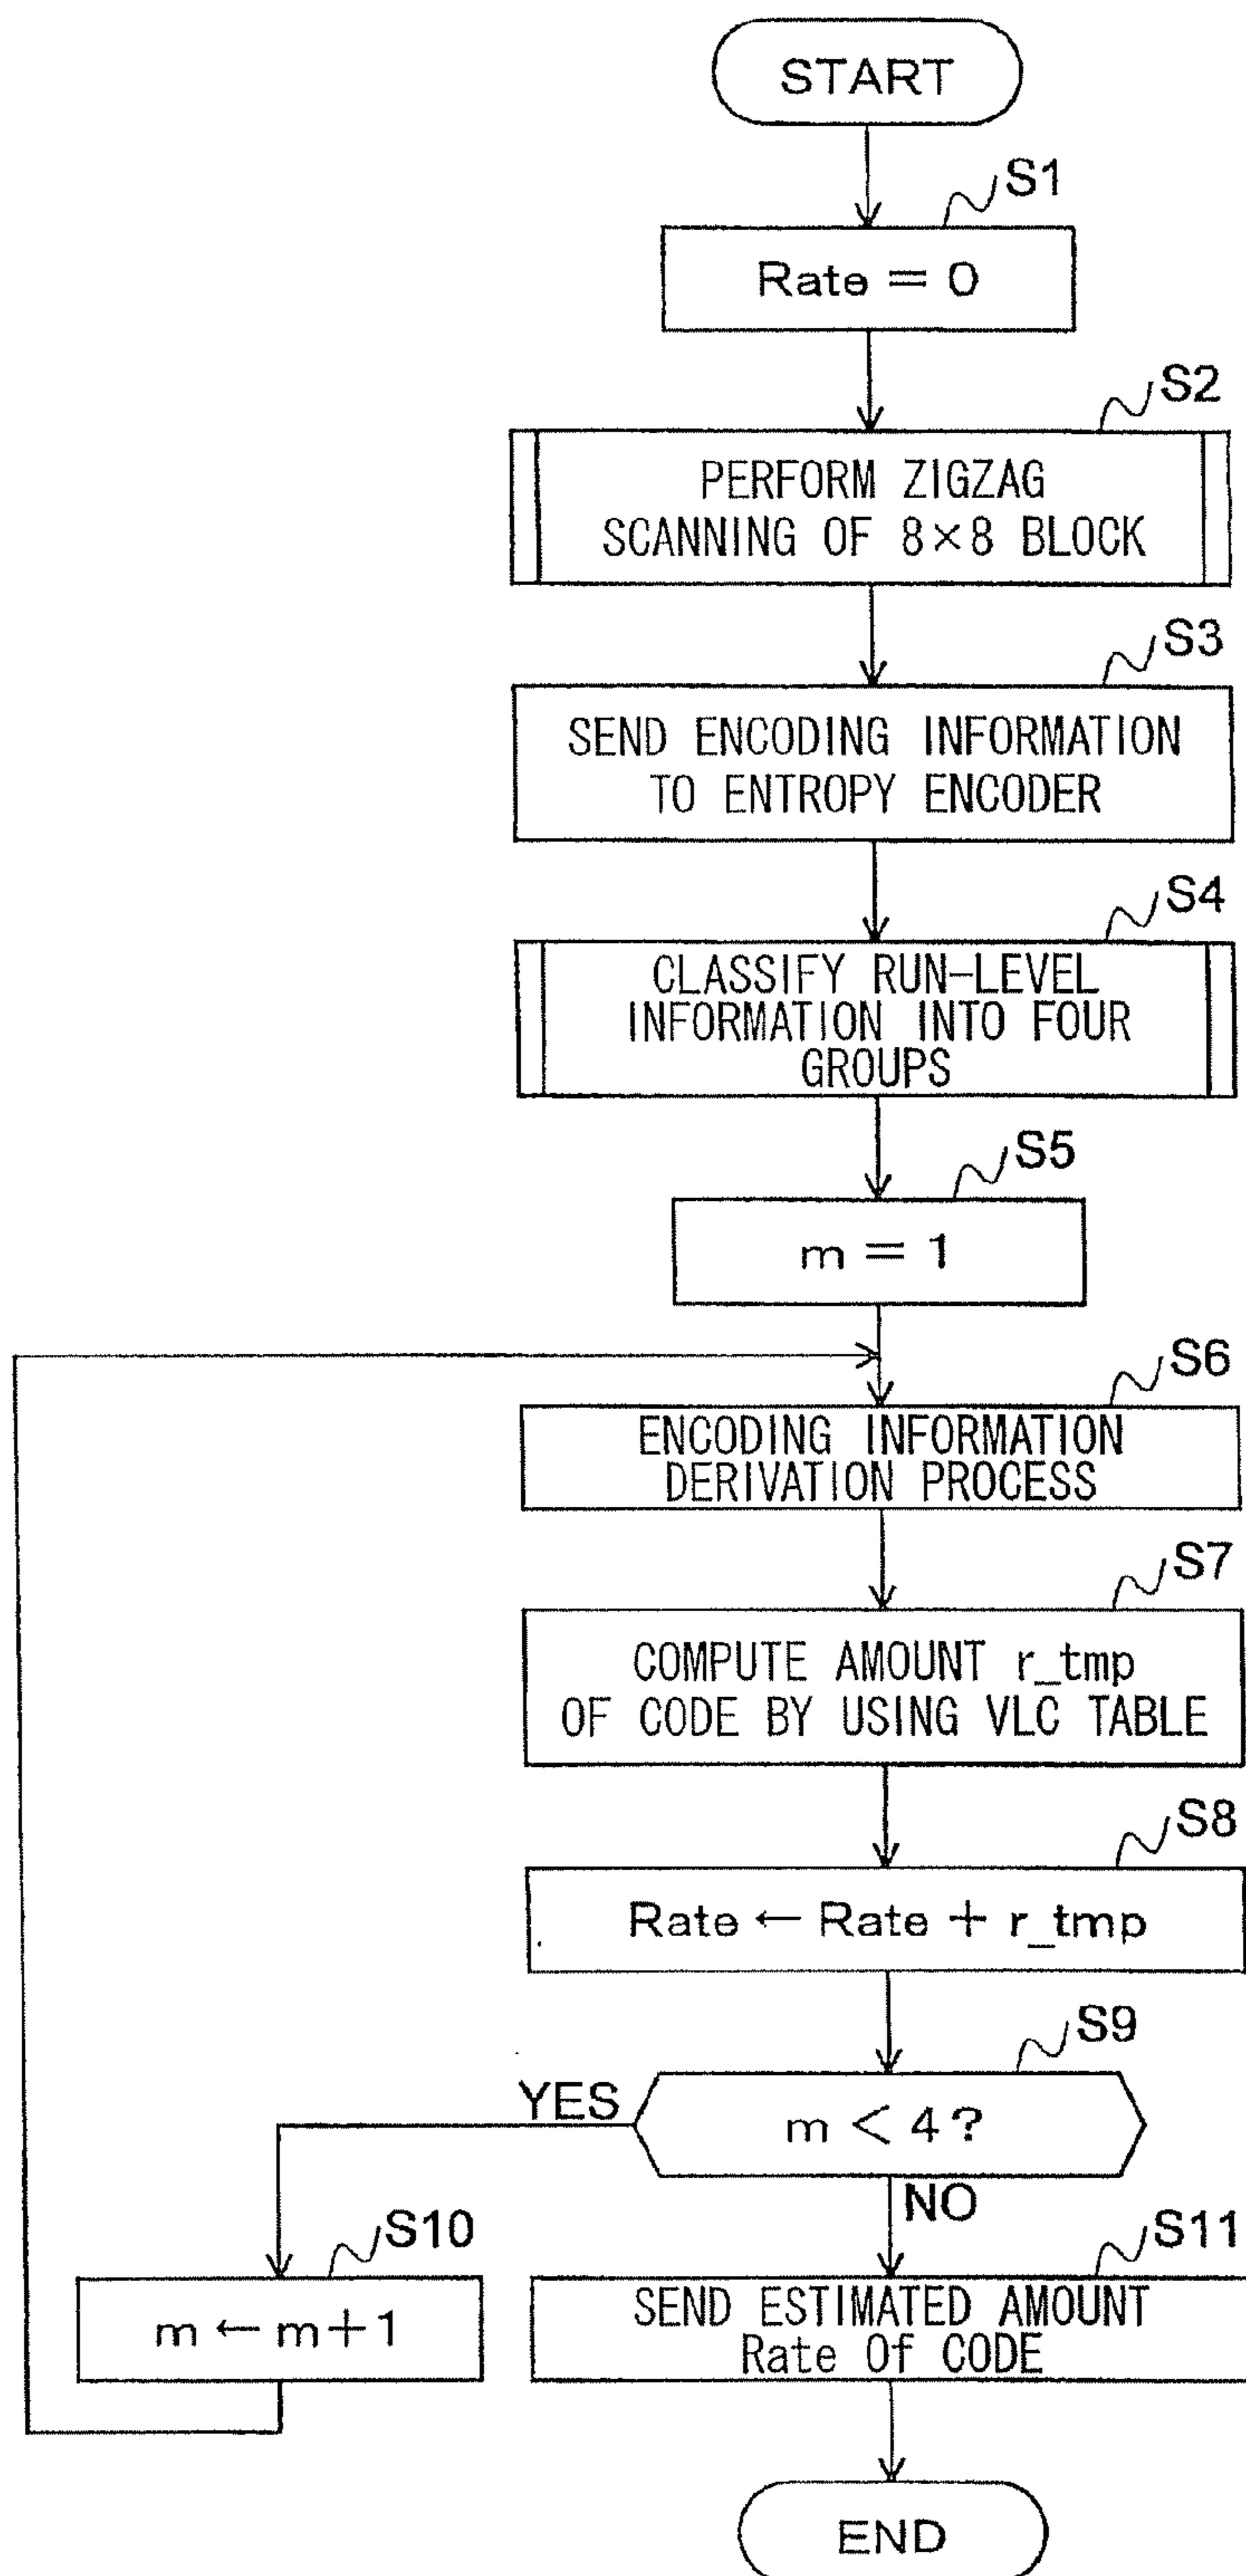 START
S1
Rate = 0
S2
PERFORM ZIGZAG
SCANNING OF 8×8 BLOCK
S3
SEND ENCODING INFORMATION
TO ENTROPY ENCODER
S4
CLASSIFY RUN-LEVEL
INFORMATION INTO FOUR
GROUPS
S5
m = 1
S6
ENCODING INFORMATION
DERIVATION PROCESS
S7
COMPUTE AMOUNT r_tmp
OF CODE BY USING VLC TABLE
S8
Rate ← Rate + r_tmp
S9
YES
m < 4?
NO
S10
m ← m+1
S11
SEND ESTIMATED AMOUNT
Rate Of CODE
END